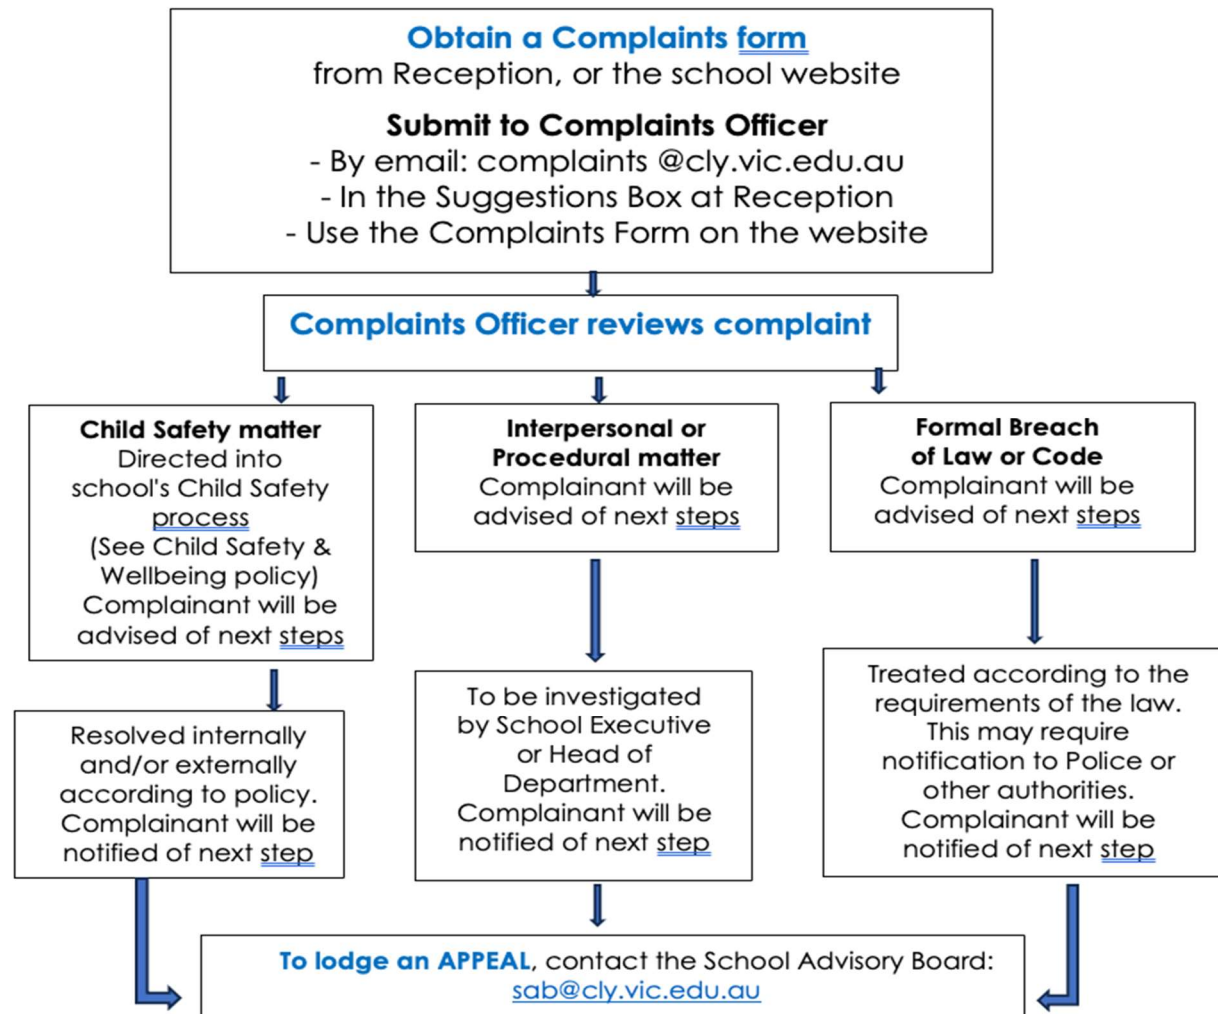 Obtain a Complaints form
from Reception, or the school website
Submit to Complaints Officer
- By email: complaints @cly.vic.edu.au
- In the Suggestions Box at Reception
- Use the Complaints Form on the website
Complaints Officer reviews complaint
Child Safety matter
Directed into
school's Child Safety
process
(See Child Safety &
Wellbeing policy)
Complainant will be
advised of next steps
Interpersonal or
Procedural matter
Complainant will be
advised of next steps
Formal Breach
of Law or Code
Complainant will be
advised of next steps
Resolved internally
and/or externally
according to policy.
Complainant will be
notified of next step
To be investigated
by School Executive
or Head of
Department.
Complainant will be
notified of next step
Treated according to the
requirements of the law.
This may require
notification to Police or
other authorities.
Complainant will be
notified of next step
To lodge an APPEAL, contact the School Advisory Board:
sab@cly.vic.edu.au